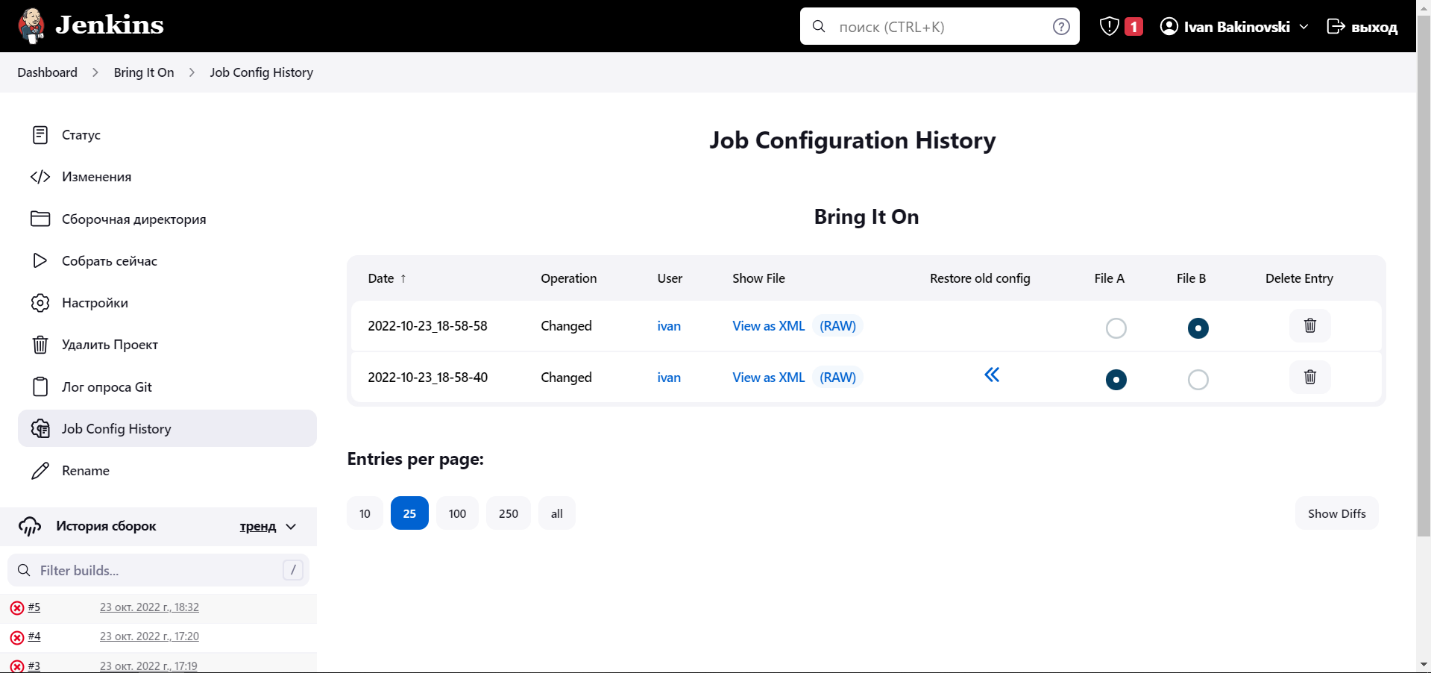 Jenkins
поиск (CTRL+K)
?
1
Ivan Bakinovski
выход
Dashboard
Bring It On
Job Config History
Статус
Изменения
Сборочная директория
Собрать сейчас
Настройки
Удалить Проект
Лог опроса Git
Job Config History
Rename
История сборок
тренд
Filter builds...
/
#5 23 окт. 2022 г., 18:32
#4 23 окт. 2022 г., 17:20
#3 23 окт. 2022 г., 17:19
Job Configuration History
Bring It On
Date ↑ Operation User Show File Restore old config File A File B Delete Entry
2022-10-23_18-58-58 Changed ivan View as XML (RAW)
2022-10-23_18-58-40 Changed ivan View as XML (RAW)
Entries per page:
10 25 100 250 all Show Diffs